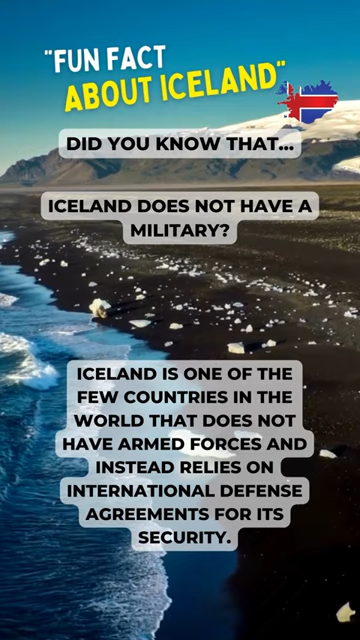 "FUN FACT
ABOUT ICELAND"
DID YOU KNOW THAT...
ICELAND DOES NOT HAVE A
MILITARY?
ICELAND IS ONE OF THE
FEW COUNTRIES IN THE
WORLD THAT DOES NOT
HAVE ARMED FORCES AND
INSTEAD RELIES ON
INTERNATIONAL DEFENSE
AGREEMENTS FOR ITS
SECURITY.